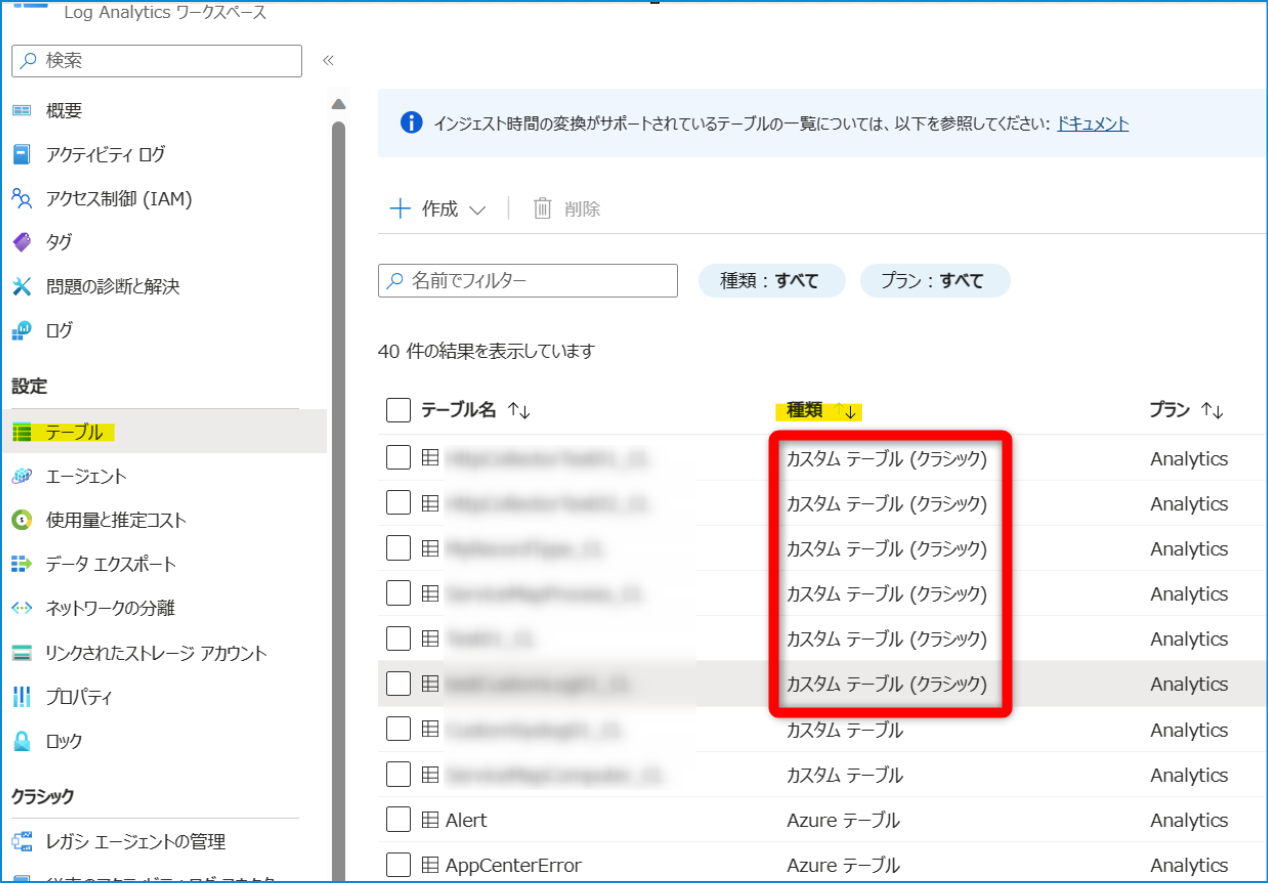 Log Analytics ワークスペース
検索
«
概要
アクティビティ ログ
アクセス制御 (IAM)
タグ
問題の診断と解決
ログ
設定
テーブル
エージェント
使用量と推定コスト
データ エクスポート
ネットワークの分離
リンクされたストレージ アカウント
プロパティ
ロック
クラシック
レガシ エージェントの管理
インジェスト時間の変換がサポートされているテーブルの一覧については、以下を参照してください: ドキュメント
作成 削除
名前でフィルター 種類 : すべて プラン : すべて
40 件の結果を表示しています
テーブル名 ↑↓ 種類 ↑↓ プラン ↑↓
カスタム テーブル (クラシック) Analytics
カスタム テーブル (クラシック) Analytics
カスタム テーブル (クラシック) Analytics
カスタム テーブル (クラシック) Analytics
カスタム テーブル (クラシック) Analytics
カスタム テーブル (クラシック) Analytics
カスタム テーブル Analytics
カスタム テーブル Analytics
Alert Azure テーブル Analytics
AppCenterError Azure テーブル Analytics